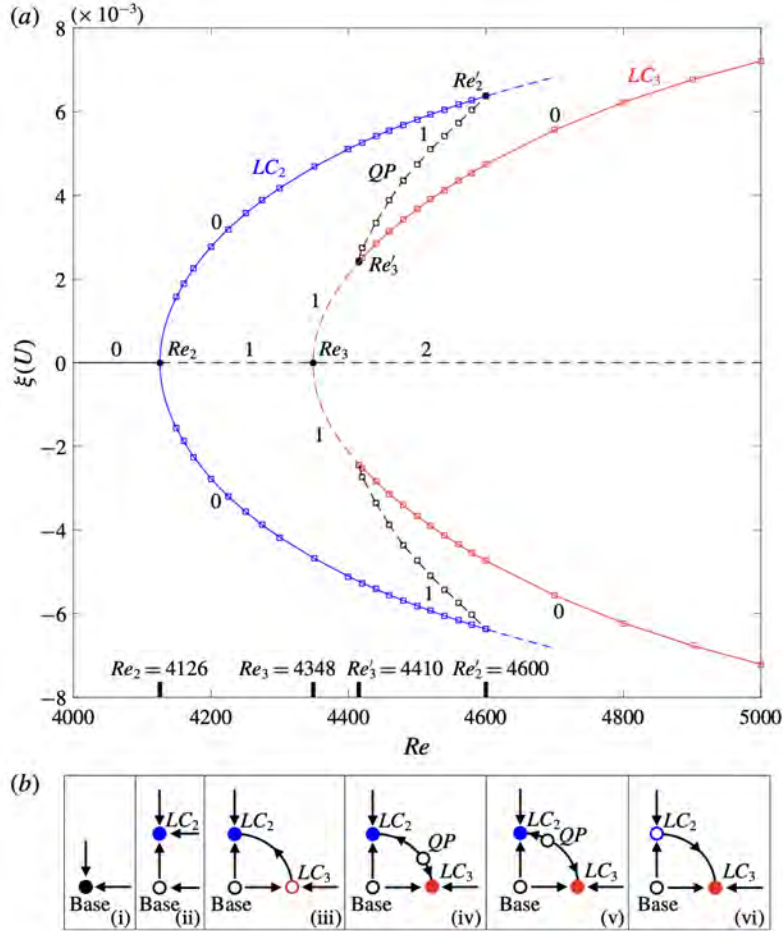 (a)
(× 10⁻³)
8
Re′₂
LC₃
6
1
0
LC₂
QP
4
0
2
Re′₃
1
0 Re₂ 1 Re₃ 2
ξ(U)
0
1
−2
0
−4
1
0
−6
Re₂ = 4126 Re₃ = 4348 Re′₃ = 4410 Re′₂ = 4600
−8
4000 4200 4400 4600 4800 5000
Re
(b)
Base (i)
LC₂ Base (ii)
LC₂ LC₃ Base (iii)
LC₂ QP LC₃ Base (iv)
LC₂ QP LC₃ Base (v)
LC₂ LC₃ Base (vi)